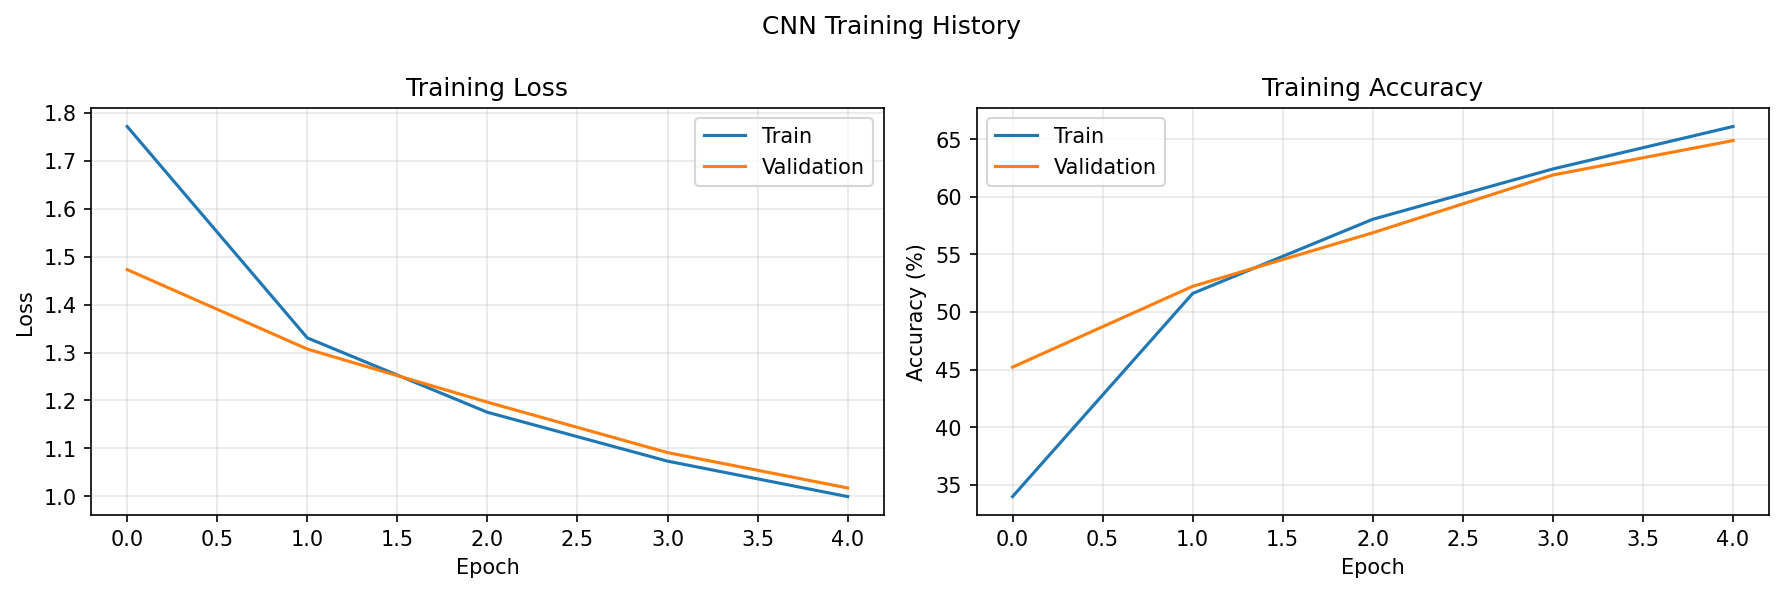 CNN Training History
Training Loss
Loss
1.8
1.7
1.6
1.5
1.4
1.3
1.2
1.1
1.0
Train
Validation
0.0 0.5 1.0 1.5 2.0 2.5 3.0 3.5 4.0
Epoch
Training Accuracy
Accuracy (%)
65
60
55
50
45
40
35
Train
Validation
0.0 0.5 1.0 1.5 2.0 2.5 3.0 3.5 4.0
Epoch